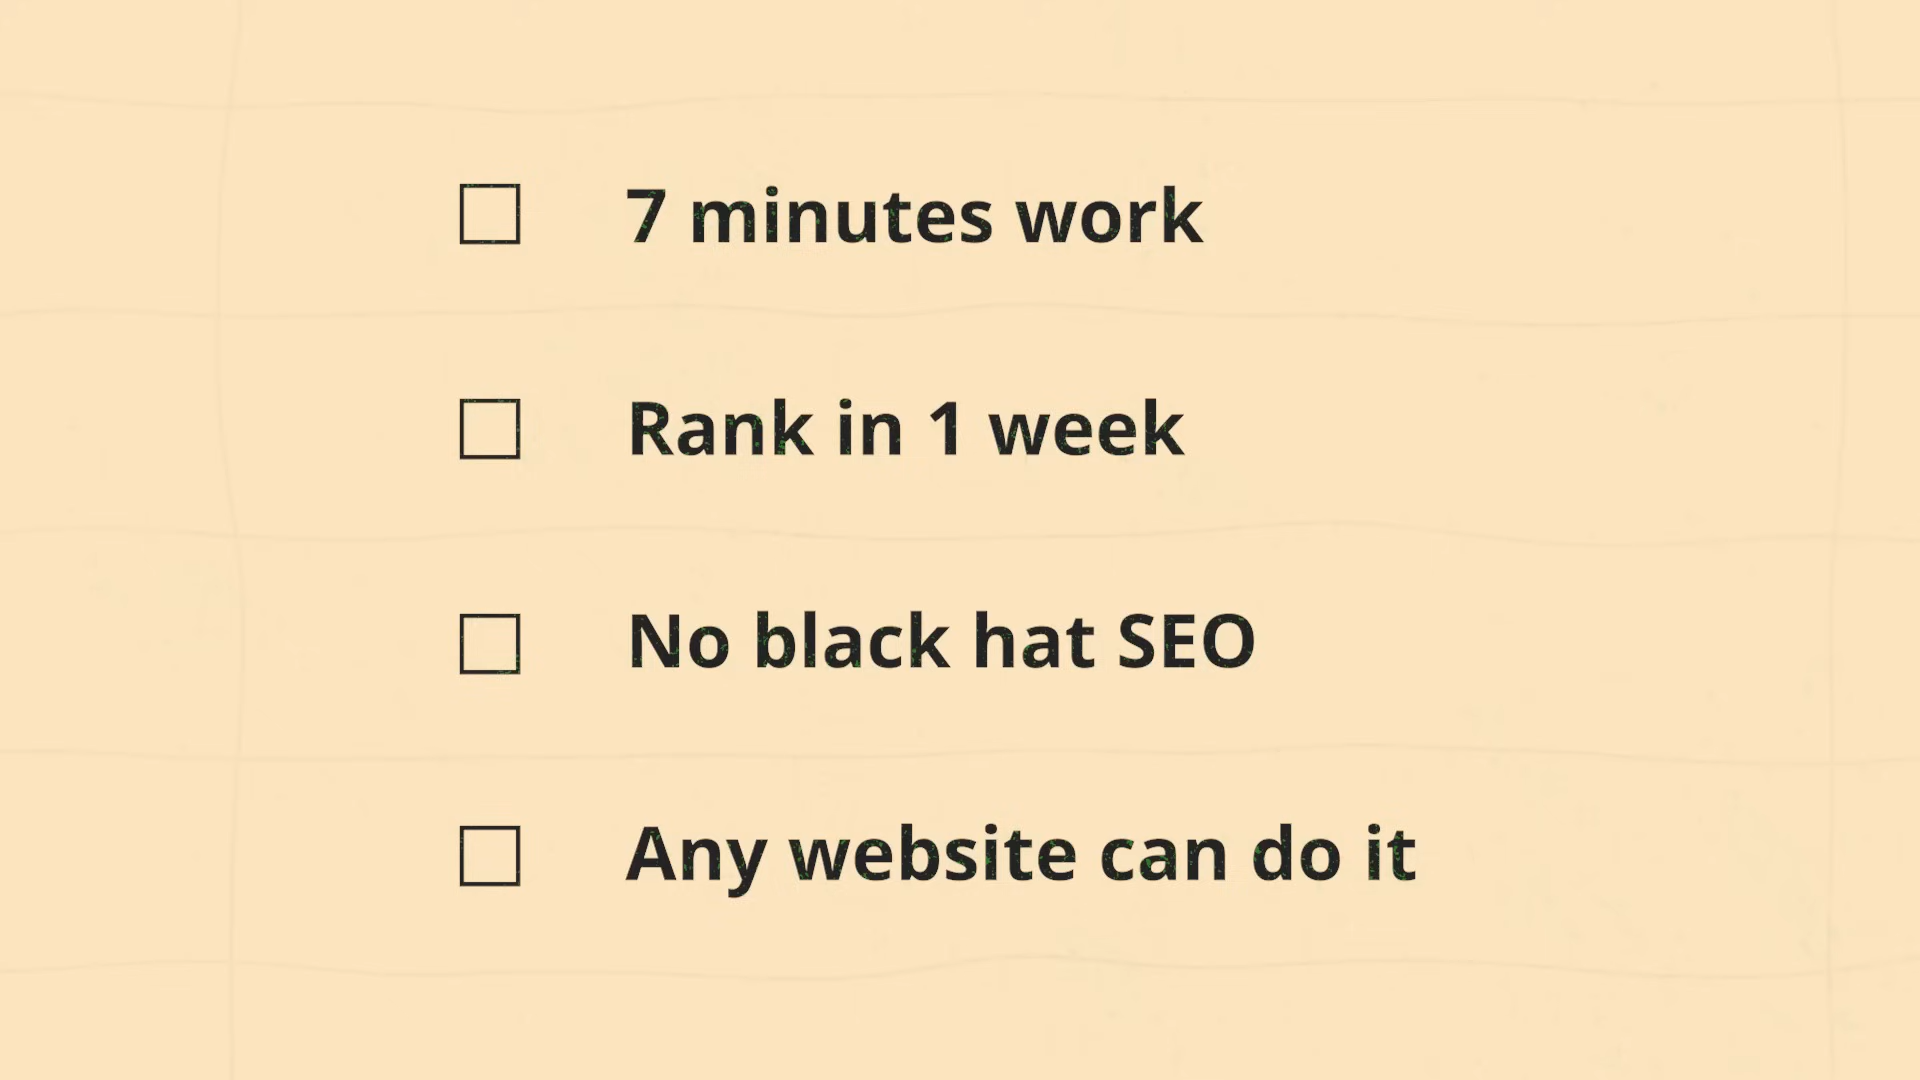 7 minutes work
Rank in 1 week
No black hat SEO
Any website can do it